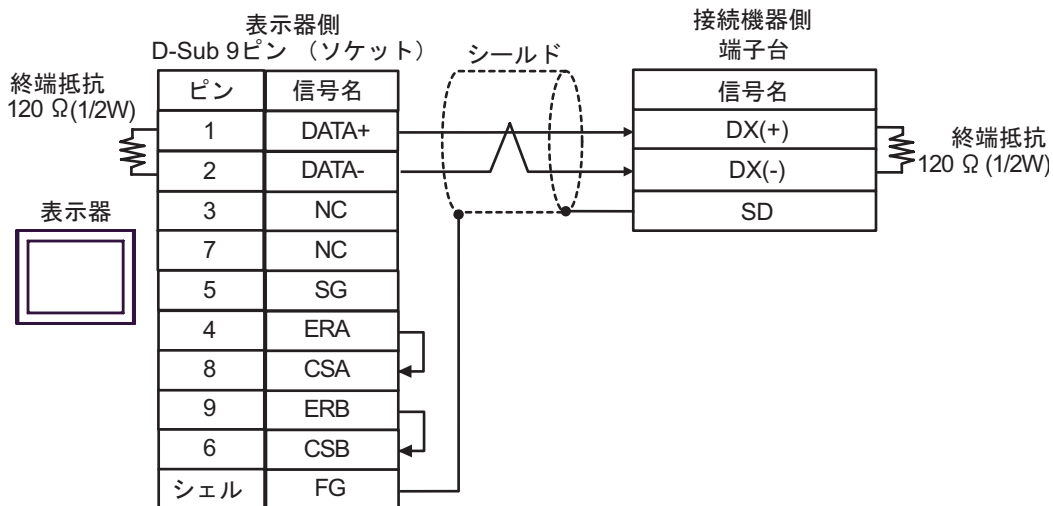 表示器側
D-Sub 9ピン （ソケット）
シールド
接続機器側
端子台
終端抵抗
120 Ω(1/2W)
ピン 信号名
1 DATA+
2 DATA-
3 NC
7 NC
5 SG
4 ERA
8 CSA
9 ERB
6 CSB
シェル FG
表示器
信号名
DX(+)
DX(-)
SD
終端抵抗
120 Ω (1/2W)